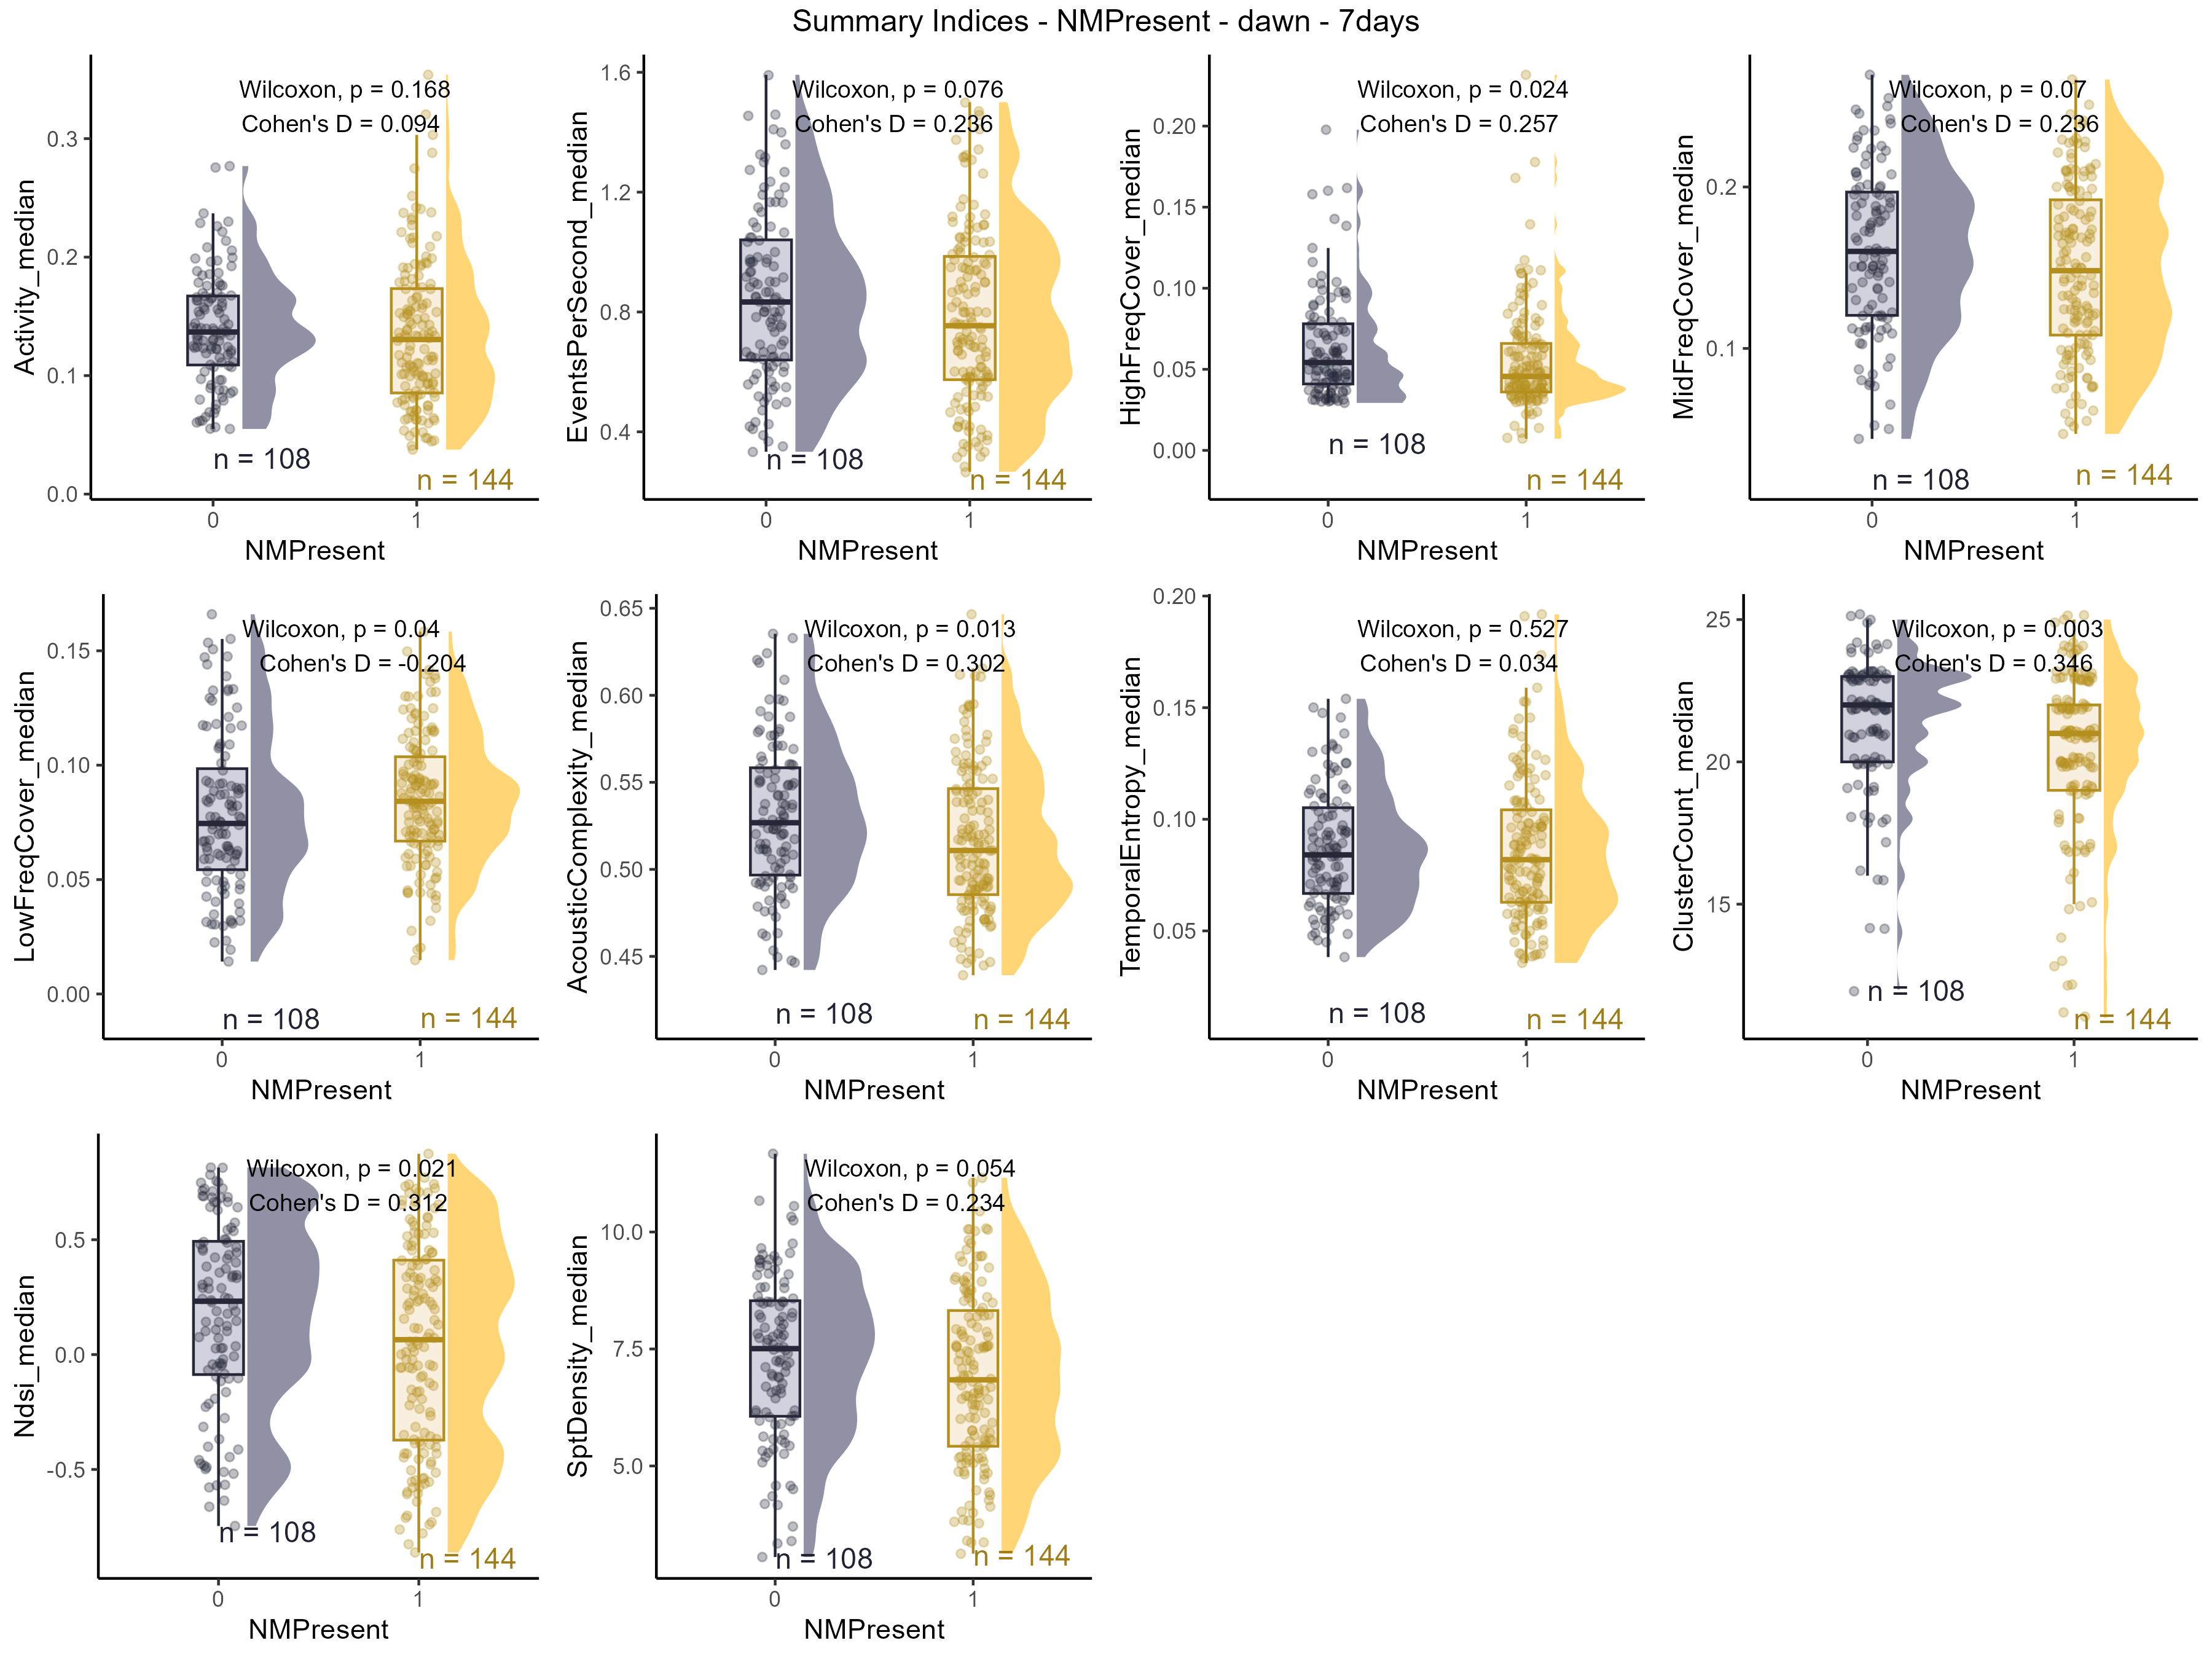 Summary Indices - NMPresent - dawn - 7days
Activity_median
Wilcoxon, p = 0.168
Cohen's D = 0.094
0.3
0.2
0.1
0.0
n = 108
n = 144
0 1
NMPresent
EventsPerSecond_median
Wilcoxon, p = 0.076
Cohen's D = 0.236
1.6
1.2
0.8
0.4
n = 108
n = 144
0 1
NMPresent
HighFreqCover_median
Wilcoxon, p = 0.024
Cohen's D = 0.257
0.20
0.15
0.10
0.05
0.00
n = 108
n = 144
0 1
NMPresent
MidFreqCover_median
Wilcoxon, p = 0.07
Cohen's D = 0.236
0.2
0.1
n = 108
n = 144
0 1
NMPresent
LowFreqCover_median
Wilcoxon, p = 0.04
Cohen's D = -0.204
0.15
0.10
0.05
0.00
n = 108
n = 144
0 1
NMPresent
AcousticComplexity_median
Wilcoxon, p = 0.013
Cohen's D = 0.302
0.65
0.60
0.55
0.50
0.45
n = 108
n = 144
0 1
NMPresent
TemporalEntropy_median
Wilcoxon, p = 0.527
Cohen's D = 0.034
0.20
0.15
0.10
0.05
n = 108
n = 144
0 1
NMPresent
ClusterCount_median
Wilcoxon, p = 0.003
Cohen's D = 0.346
25
20
15
n = 108
n = 144
0 1
NMPresent
Ndsi_median
Wilcoxon, p = 0.021
Cohen's D = 0.312
0.5
0.0
-0.5
n = 108
n = 144
0 1
NMPresent
SptDensity_median
Wilcoxon, p = 0.054
Cohen's D = 0.234
10.0
7.5
5.0
n = 108
n = 144
0 1
NMPresent